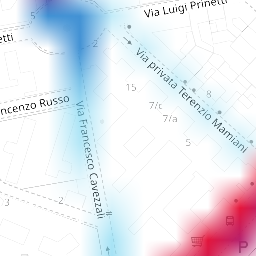 Via Luigi Prinetti
5
etti
2
Via privata Terenzio Mamiani
15
8
ncenzo Russo
7/c
7/a
Via Francesco Cavezzali
5
2
3
P